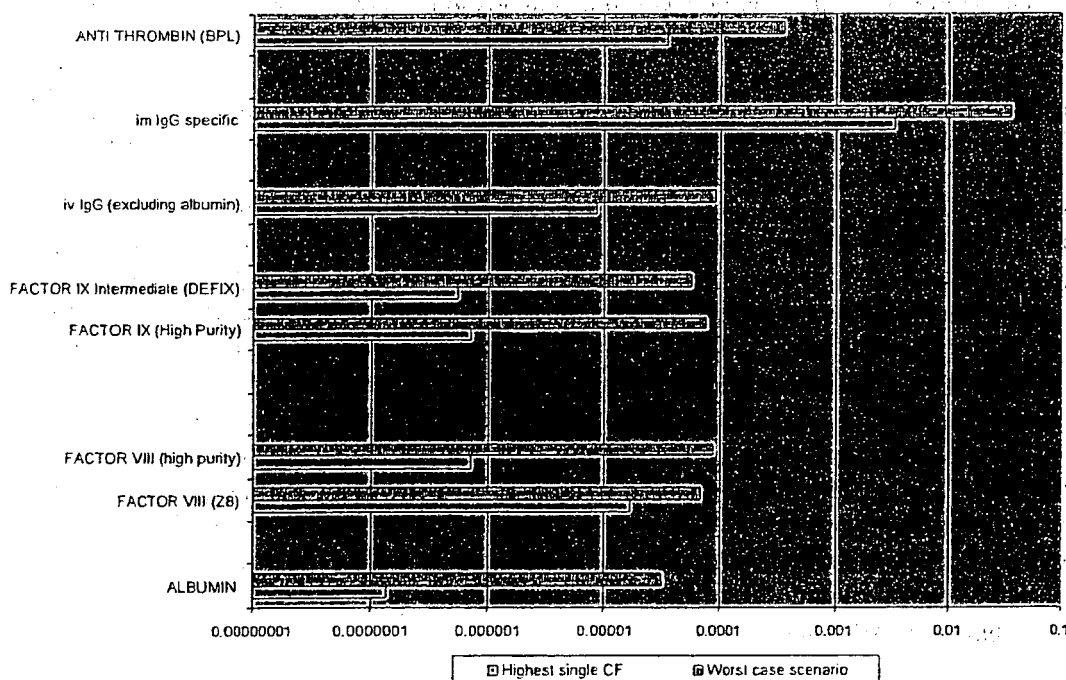 ANTI THROMBIN (BPL)
im IgG specific
iv IgG (excluding albumin)
FACTOR IX Intermediate (DEFIX)
FACTOR IX (High Purity)
FACTOR VIII (high purity)
FACTOR VIII (Z8)
ALBUMIN
0.00000001 0.0000001 0.000001 0.00001 0.0001 0.001 0.01 0.1
Highest single CF Worst case scenario